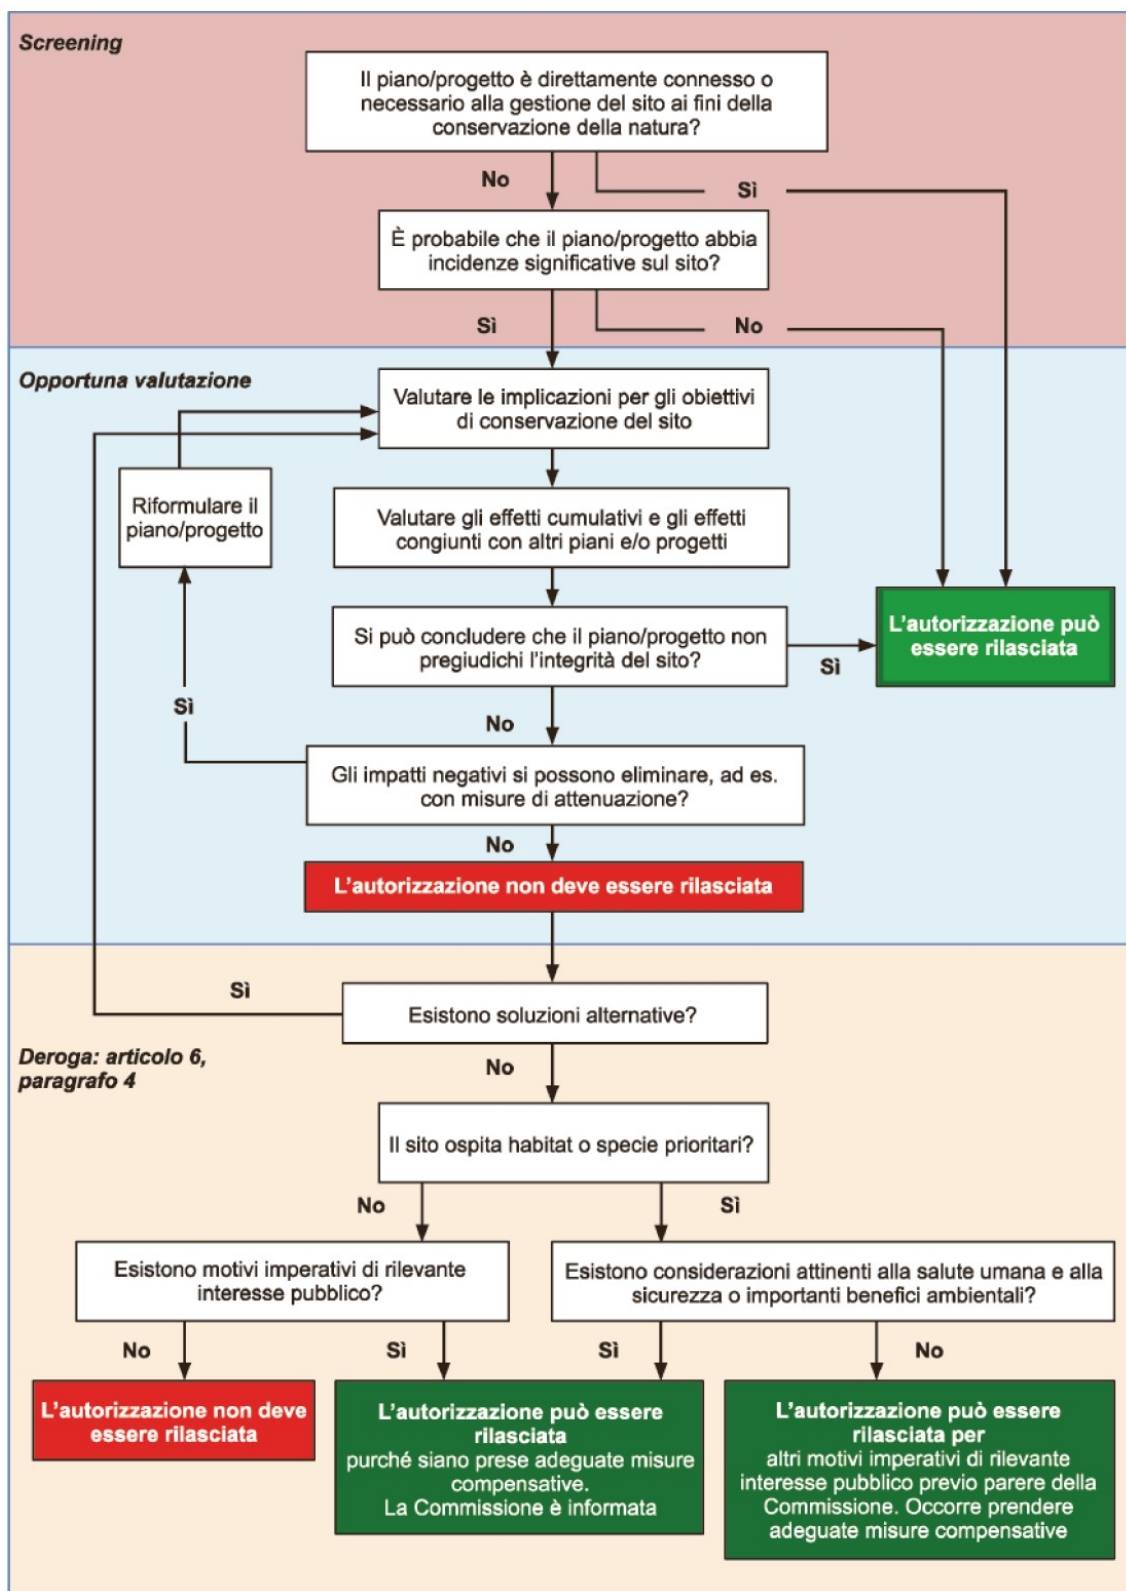 Screening
Il piano/progetto è direttamente connesso o
necessario alla gestione del sito ai fini della
conservazione della natura?
No
Sì
È probabile che il piano/progetto abbia
incidenze significative sul sito?
Sì
No
Opportuna valutazione
Valutare le implicazioni per gli obiettivi
di conservazione del sito
Riformulare il
piano/progetto
Valutare gli effetti cumulativi e gli effetti
congiunti con altri piani e/o progetti
Si può concludere che il piano/progetto non
pregiudichi l'integrità del sito?
Sì
L'autorizzazione può
essere rilasciata
Sì
No
Gli impatti negativi si possono eliminare, ad es.
con misure di attenuazione?
No
L'autorizzazione non deve essere rilasciata
Sì
Esistono soluzioni alternative?
Deroga: articolo 6,
paragrafo 4
No
Il sito ospita habitat o specie prioritari?
No
Sì
Esistono motivi imperativi di rilevante
interesse pubblico?
Esistono considerazioni attinenti alla salute umana e alla
sicurezza o importanti benefici ambientali?
No
Sì
Sì
No
L'autorizzazione non deve
essere rilasciata
L'autorizzazione può essere
rilasciata
purché siano prese adeguate misure
compensative.
La Commissione è informata
L'autorizzazione può essere
rilasciata per
altri motivi imperativi di rilevante
interesse pubblico previo parere della
Commissione. Occorre prendere
adeguate misure compensative